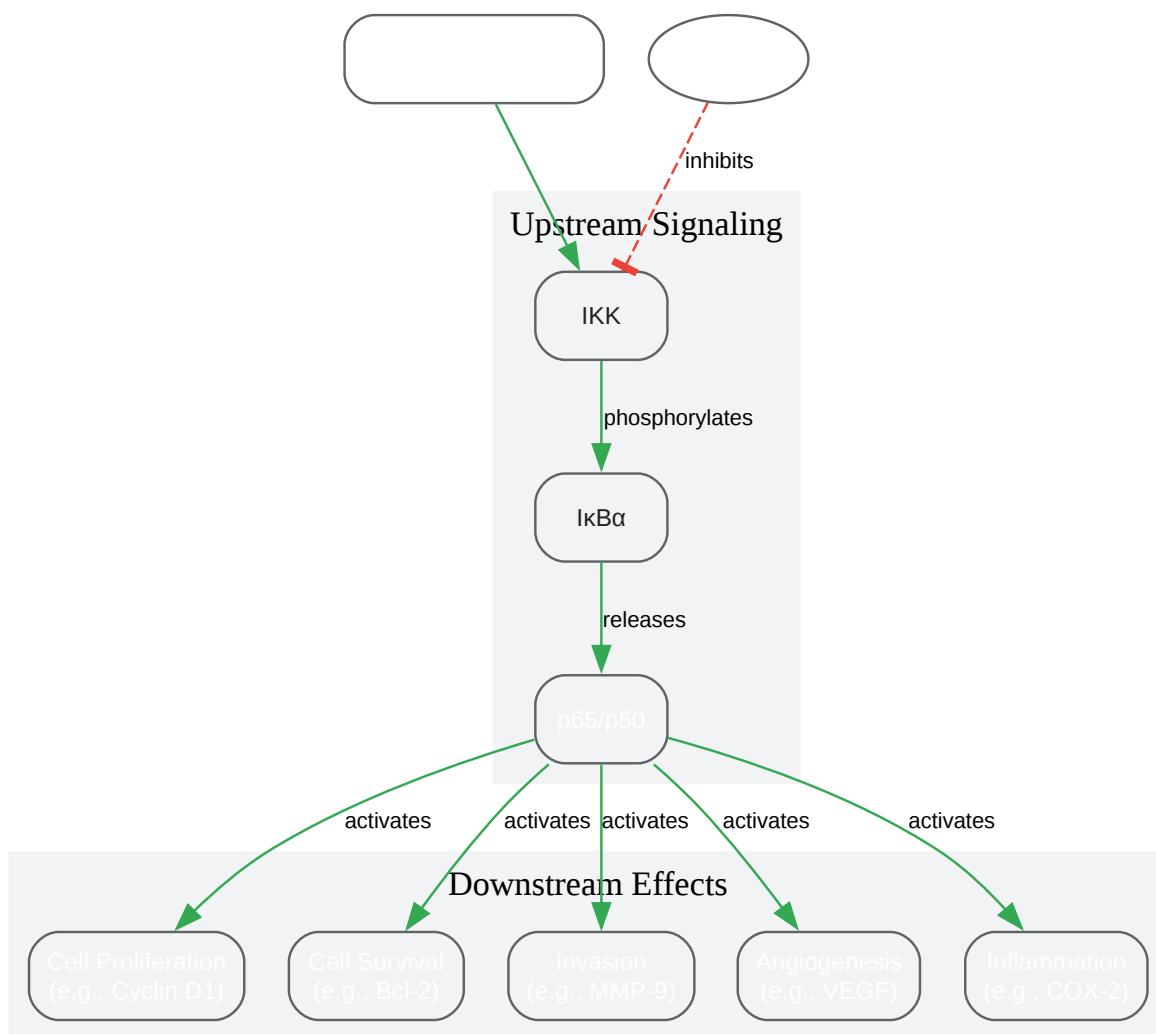 inhibits
Upstream Signaling
IKK
phosphorylates
IκBα
releases
p65/p50
activates
activates
activates
activates
activates
Downstream Effects
Cell Proliferation
(e.g., Cyclin D1)
Cell Survival
(e.g., Bcl-2)
Invasion
(e.g., MMP-9)
Angiogenesis
(e.g., VEGF)
Inflammation
(e.g., COX-2)